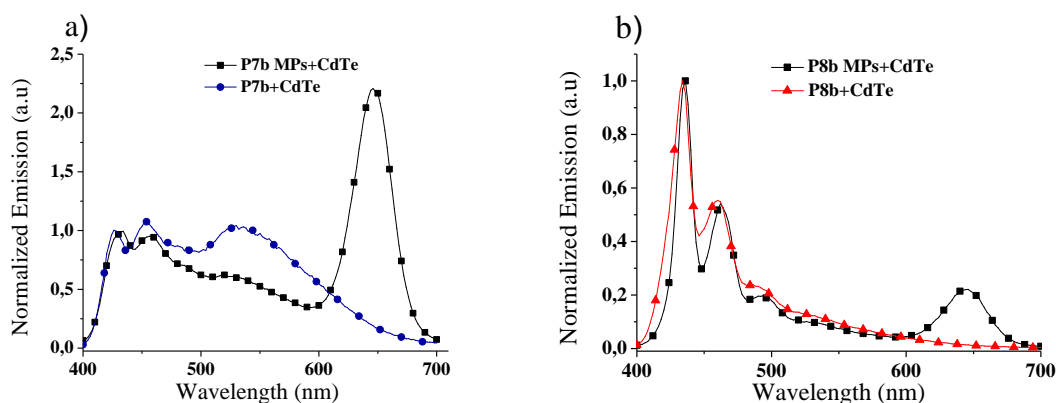 a)
P7b MPs+CdTe
P7b+CdTe
Normalized Emission (a.u)
2,5
2,0
1,5
1,0
0,5
0,0
400 500 600 700
Wavelength (nm)
b)
P8b MPs+CdTe
P8b+CdTe
Normalized Emission (a.u)
1,0
0,8
0,6
0,4
0,2
0,0
400 500 600 700
Wavelength (nm)